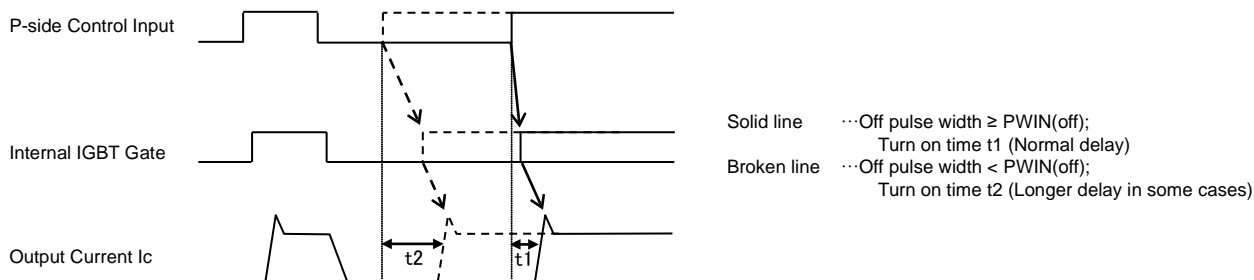 P-side Control Input
Internal IGBT Gate
Output Current Ic
t2
t1
Solid line ···Off pulse width ≥ PWIN(off);
Turn on time t1 (Normal delay)
Broken line ···Off pulse width < PWIN(off);
Turn on time t2 (Longer delay in some cases)